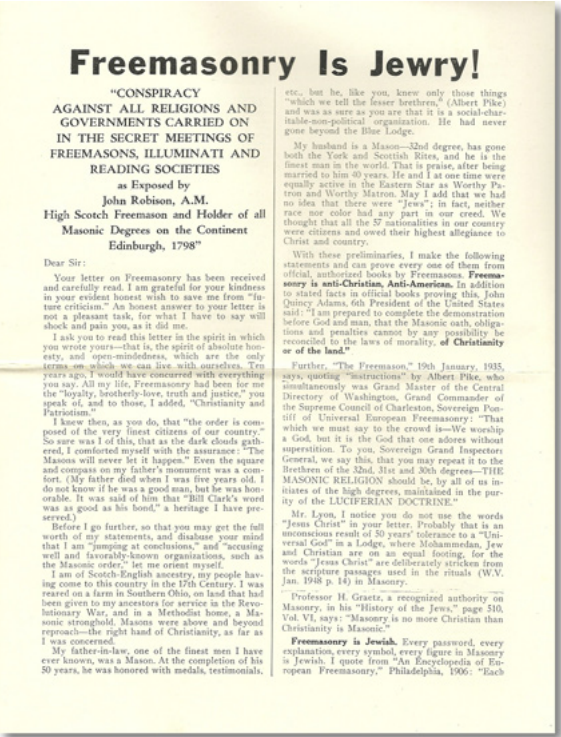 Freemasonry Is Jewry!
"CONSPIRACY
AGAINST ALL RELIGIONS AND
GOVERNMENTS CARRIED ON
IN THE SECRET MEETINGS OF
FREEMASONS, ILLUMINATI AND
READING SOCIETIES
as Exposed by
John Robison, A.M.
High Scotch Freemason and Holder of all
Masonic Degrees on the Continent
Edinburgh, 1798"
Dear Sir:
Your letter on Freemasonry has been received
and carefully read. I am grateful for your kindness
in your evident honest wish to save me from "fu-
ture criticism." An honest answer to your letter is
not a pleasant task, for what I have to say will
shock and pain you, as it did me.
I ask you to read this letter in the spirit in which
you wrote yours—that is, the spirit of absolute hon-
esty, and open-mindedness, which are the only
terms on which we can live with ourselves. Ten
years ago, I would have concurred with everything
you say. All my life, Freemasonry had been for me
the "loyalty, brotherly-love, truth and justice," you
speak of, and to those, I added, "Christianity and
Patriotism."
I knew then, as you do, that "the order is com-
posed of the very finest citizens of our country."
So sure was I of this, that as the dark clouds gath-
ered, I comforted myself with the assurance: "The
Masons will never let it happen." Even the square
and compass on my father's monument was a com-
fort. (My father died when I was five years old. I
do not know if he was a good man, but he was hon-
orable. It was said of him that "Bill Clark's word
was as good as his bond," a heritage I have pre-
served.)
Before I go further, so that you may get the full
worth of my statements, and disabuse your mind
that I am "jumping at conclusions," and "accusing
well and favorably-known organizations, such as
the Masonic order," let me orient myself.
I am of Scotch-English ancestry, my people hav-
ing come to this country in the 17th Century. I was
reared on a farm in Southern Ohio, on land that had
been given to my ancestors for service in the Revo-
lutionary War, and in a Methodist home, a Ma-
sonic stronghold. Masons were above and beyond
reproach—the right hand of Christianity, as far as
I was concerned.
My father-in-law, one of the finest men I have
ever known, was a Mason. At the completion of his
50 years, he was honored with medals, testimonials,
etc., but he, like you, knew only those things
"which we tell the lesser brethren," (Albert Pike)
and was as sure as you are that it is a social-char-
itable-non-political organization. He had never
gone beyond the Blue Lodge.
My husband is a Mason—32nd degree, has gone
both the York and Scottish Rites, and he is the
finest man in the world. That is praise, after being
married to him 40 years. He and I at one time were
equally active in the Eastern Star as Worthy Pa-
tron and Worthy Matron. May I add that we had
no idea that there were "Jews"; in fact, neither
race nor color had any part in our creed. We
thought that all the 57 nationalities in our country
were citizens and owed their highest allegiance to
Christ and country.
With these preliminaries, I make the following
statements and can prove every one of them from
official, authorized books by Freemasons. Freema-
sonry is anti-Christian, Anti-American. In addition
to stated facts in official books proving this, John
Quincy Adams, 6th President of the United States
said: "I am prepared to complete the demonstration
before God and man, that the Masonic oath, obliga-
tions and penalties cannot by any possibility be
reconciled to the laws of morality, of Christianity
or of the land."
Further, "The Freemason," 19th January, 1935,
says, quoting "instructions" by Albert Pike, who
simultaneously was Grand Master of the Central
Directory of Washington, Grand Commander of
the Supreme Council of Charleston, Sovereign Pon-
tiff of Universal European Freemasonry: "That
which we must say to the crowd is—We worship
a God, but it is the God that one adores without
superstition. To you, Sovereign Grand Inspector:
General, we say this, that you may repeat it to the
Brethren of the 32nd, 31st and 30th degrees—THE
MASONIC RELIGION should be, by all of us in-
itiates of the high degrees, maintained in the pur-
ity of the LUCIFERIAN DOCTRINE."
Mr. Lyon, I notice you do not use the words
"Jesus Christ" in your letter. Probably that is an
unconscious result of 50 years' tolerance to a "Uni-
versal God" in a Lodge, where Mohammedan, Jew
and Christian are on an equal footing, for the
words "Jesus Christ" are deliberately stricken from
the scripture passages used in the rituals (W.V.
Jan. 1948 p. 14) in Masonry.
Professor H. Graetz, a recognized authority on
Masonry, in his "History of the Jews," page 510,
Vol. VI, says: "Masonry is no more Christian than
Christianity is Masonic."
Freemasonry is Jewish. Every password, every
explanation, every symbol, every figure in Masonry
is Jewish. I quote from "An Encyclopedia of Eu-
ropean Freemasonry," Philadelphia, 1906: "Each